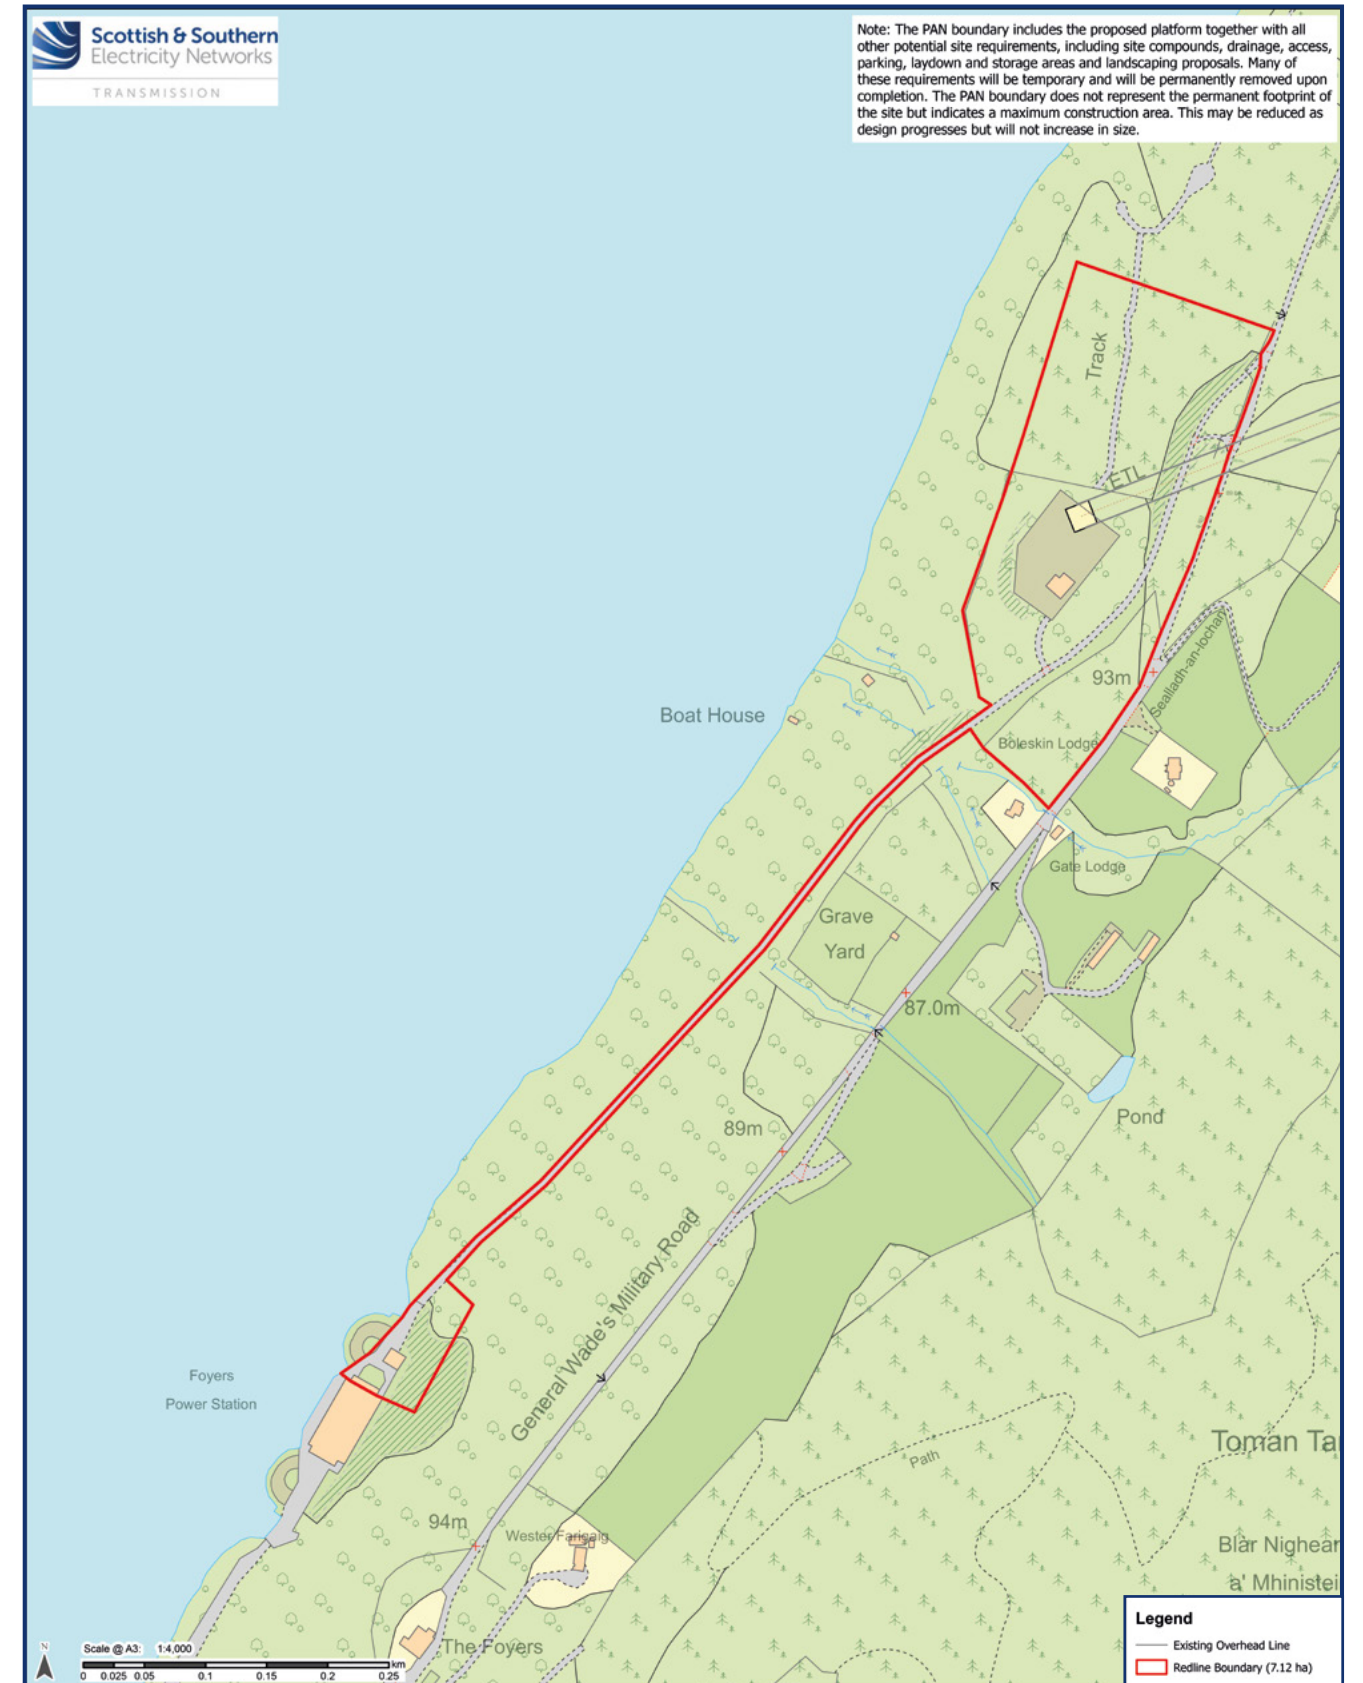 Scottish & Southern
Electricity Networks
TRANSMISSION
Note: The PAN boundary includes the proposed platform together with all
other potential site requirements, including site compounds, drainage, access,
parking, laydown and storage areas and landscaping proposals. Many of
these requirements will be temporary and will be permanently removed upon
completion. The PAN boundary does not represent the permanent footprint of
the site but indicates a maximum construction area. This may be reduced as
design progresses but will not increase in size.
Track
ETL
93m
Sealladh-an-lochan
Boat House
Boleskin Lodge
Gate Lodge
Grave
Yard
87.0m
Pond
89m
General Wade's Military Road
Foyers
Power Station
Path
Toman Ta
94m
Wester Farigaig
Blàr Nighear
a' Mhinistei
The Foyers
N
Scale @ A3: 1:4,000
km
0 0.025 0.05 0.1 0.15 0.2 0.25
Legend
Existing Overhead Line
Redline Boundary (7.12 ha)